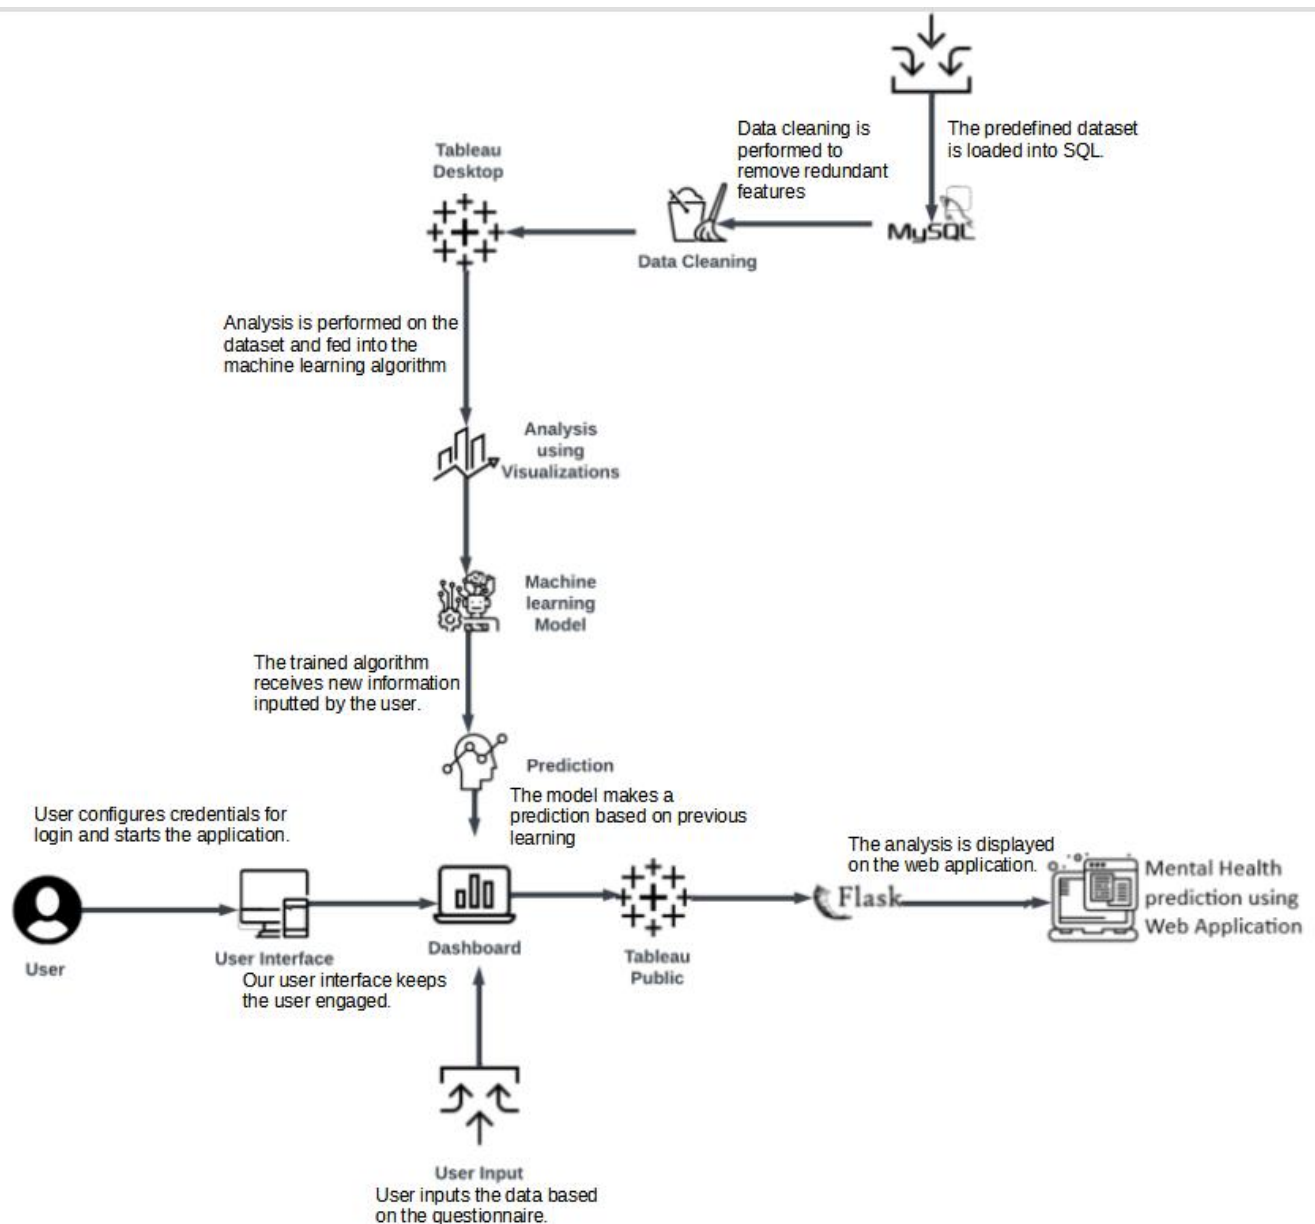 The predefined dataset
is loaded into SQL.
MySQL
Data cleaning is
performed to
remove redundant
features
Data Cleaning
Tableau
Desktop
Analysis is performed on the
dataset and fed into the
machine learning algorithm
Analysis
using
Visualizations
Machine
learning
Model
The trained algorithm
receives new information
inputted by the user.
Prediction
The model makes a
prediction based on previous
learning
User configures credentials for
login and starts the application.
User
User Interface
Our user interface keeps
the user engaged.
Dashboard
Tableau
Public
Flask
The analysis is displayed
on the web application.
Mental Health
prediction using
Web Application
User Input
User inputs the data based
on the questionnaire.